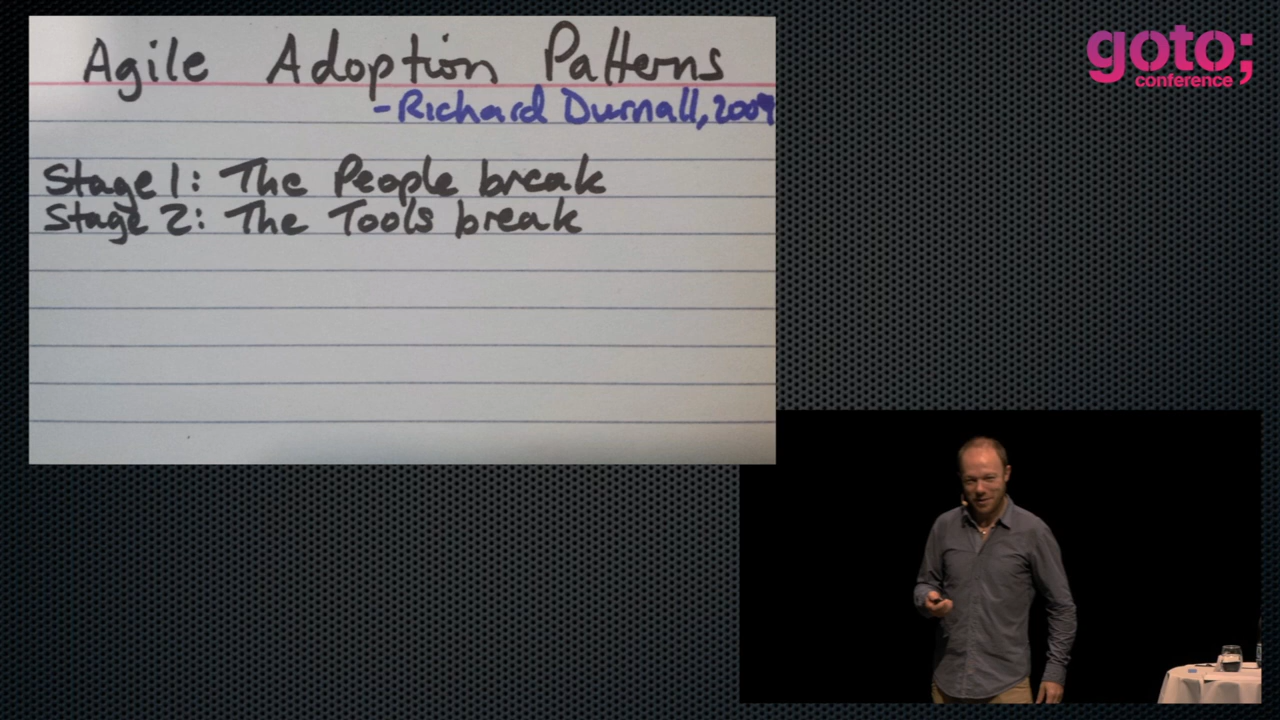 Agile Adoption Patterns
- Richard Durnall, 2009
Stage 1: The People break
Stage 2: The Tools break
goto;
conference